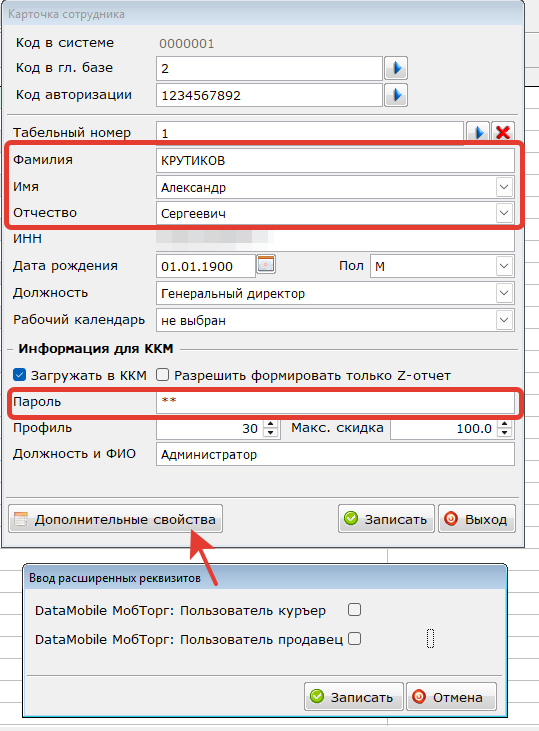 Карточка сотрудника
Код в системе 0000001
Код в гл. базе 2
Код авторизации 1234567892
Табельный номер 1
Фамилия КРУТИКОВ
Имя Александр
Отчество Сергеевич
ИНН
Дата рождения 01.01.1900 Пол М
Должность Генеральный директор
Рабочий календарь не выбран
Информация для ККМ
Загружать в ККМ Разрешить формировать только Z-отчет
Пароль **
Профиль 30 Макс. скидка 100.0
Должность и ФИО Администратор
Дополнительные свойства Записать Выход
Ввод расширенных реквизитов
DataMobile МобТорг: Пользователь куръер
DataMobile МобТорг: Пользователь продавец
Записать Отмена